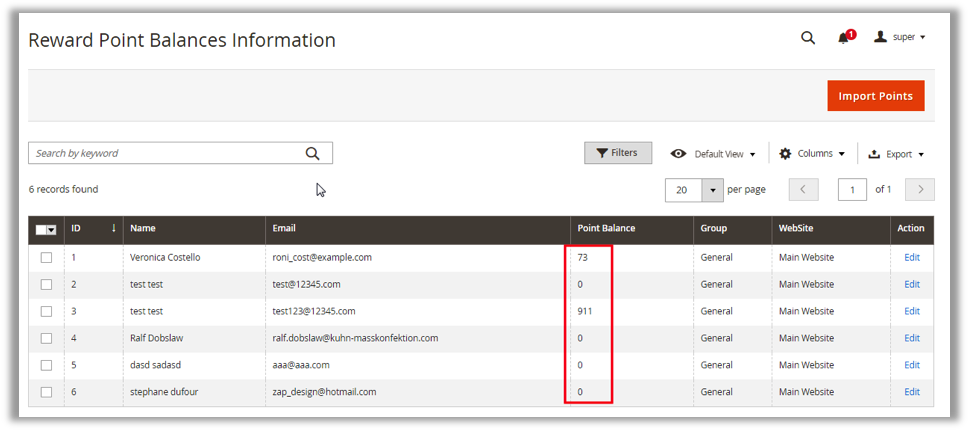 Reward Point Balances Information
1
super
Import Points
Search by keyword
Filters
Default View
Columns
Export
6 records found
20 per page
1 of 1
ID ↓ Name Email Point Balance Group WebSite Action
1 Veronica Costello roni_cost@example.com 73 General Main Website Edit
2 test test test@12345.com 0 General Main Website Edit
3 test test test123@12345.com 911 General Main Website Edit
4 Ralf Dobslaw ralf.dobslaw@kuhn-masskonfektion.com 0 General Main Website Edit
5 dasd sadasd aaa@aaa.com 0 General Main Website Edit
6 stephane dufour zap_design@hotmail.com 0 General Main Website Edit